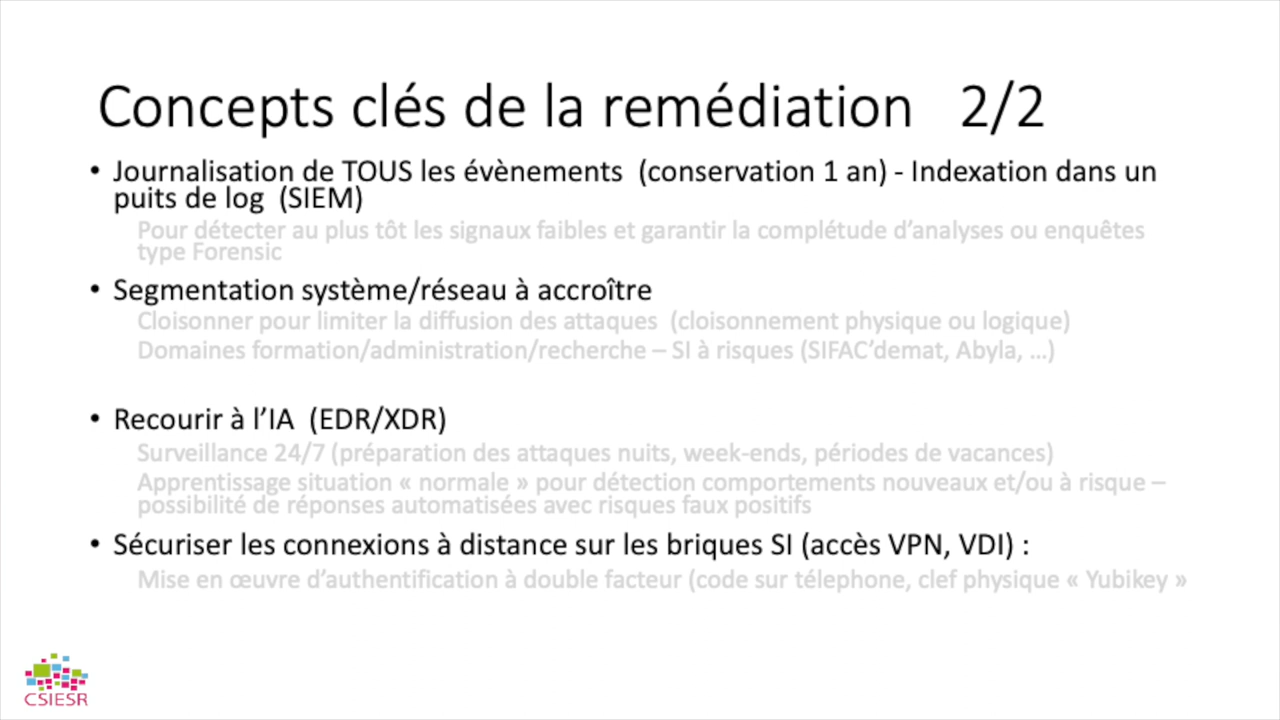 Concepts clés de la remédiation 2/2
• Journalisation de TOUS les évènements (conservation 1 an) - Indexation dans un
puits de log (SIEM)
Pour détecter au plus tôt les signaux faibles et garantir la complétude d’analyses ou enquêtes
type Forensic
• Segmentation système/réseau à accroître
Cloisonner pour limiter la diffusion des attaques (cloisonnement physique ou logique)
Domaines formation/administration/recherche – SI à risques (SIFAC’demat, Abyla, …)
• Recourir à l’IA (EDR/XDR)
Surveillance 24/7 (préparation des attaques nuits, week-ends, périodes de vacances)
Apprentissage situation « normale » pour détection comportements nouveaux et/ou à risque –
possibilité de réponses automatisées avec risques faux positifs
• Sécuriser les connexions à distance sur les briques SI (accès VPN, VDI) :
Mise en œuvre d’authentification à double facteur (code sur télephone, clef physique « Yubikey »
CSIESR